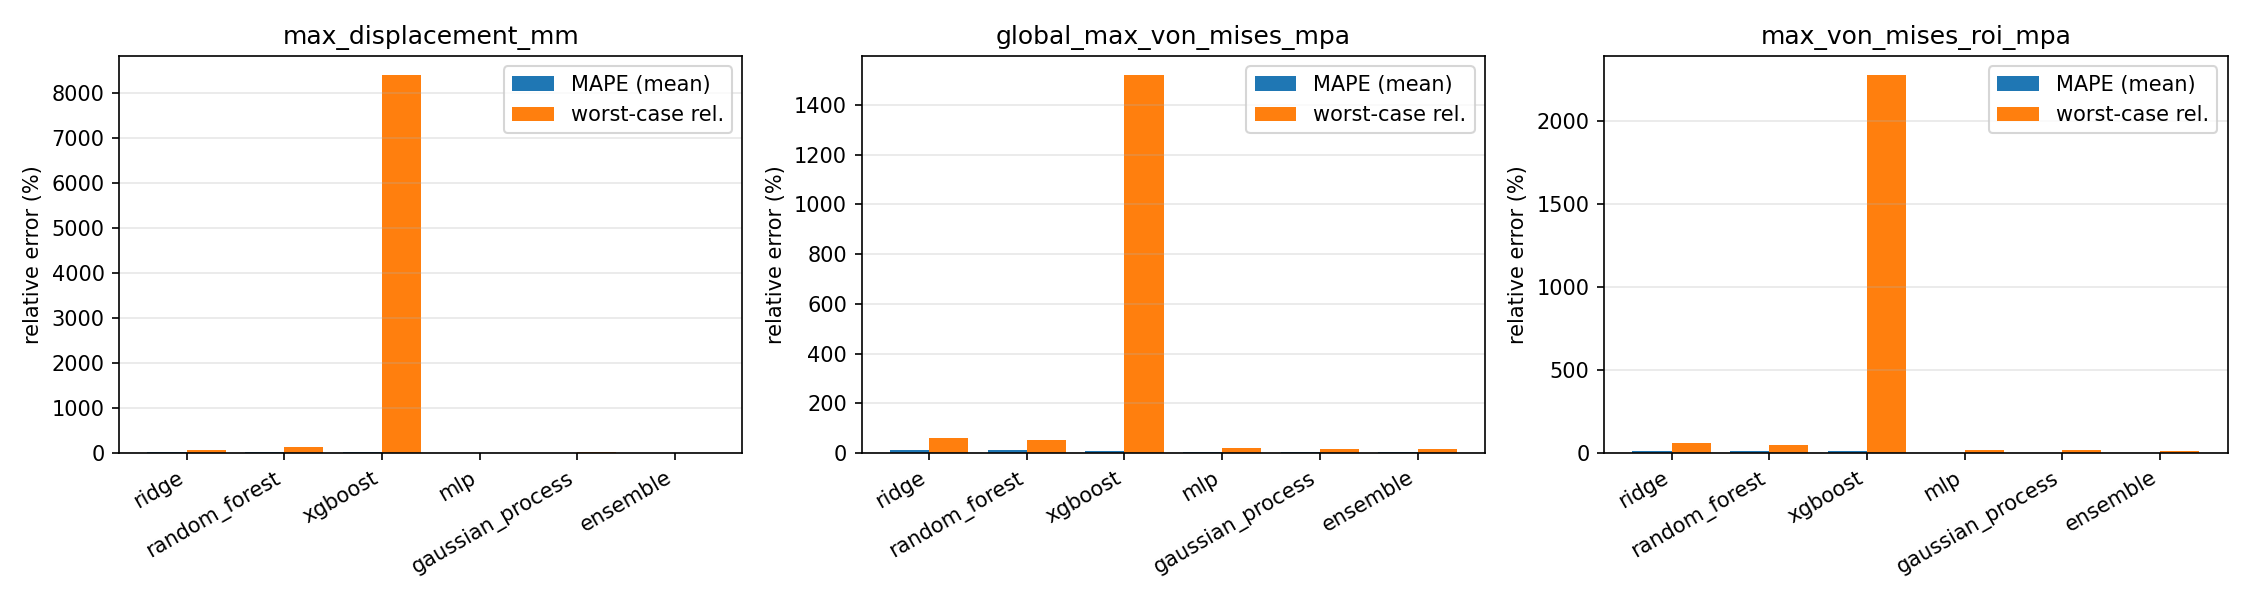 max_displacement_mm
relative error (%)
8000
7000
6000
5000
4000
3000
2000
1000
0
MAPE (mean)
worst-case rel.
ridge
random_forest
xgboost
mlp
gaussian_process
ensemble
global_max_von_mises_mpa
relative error (%)
1400
1200
1000
800
600
400
200
0
MAPE (mean)
worst-case rel.
ridge
random_forest
xgboost
mlp
gaussian_process
ensemble
max_von_mises_roi_mpa
relative error (%)
2000
1500
1000
500
0
MAPE (mean)
worst-case rel.
ridge
random_forest
xgboost
mlp
gaussian_process
ensemble